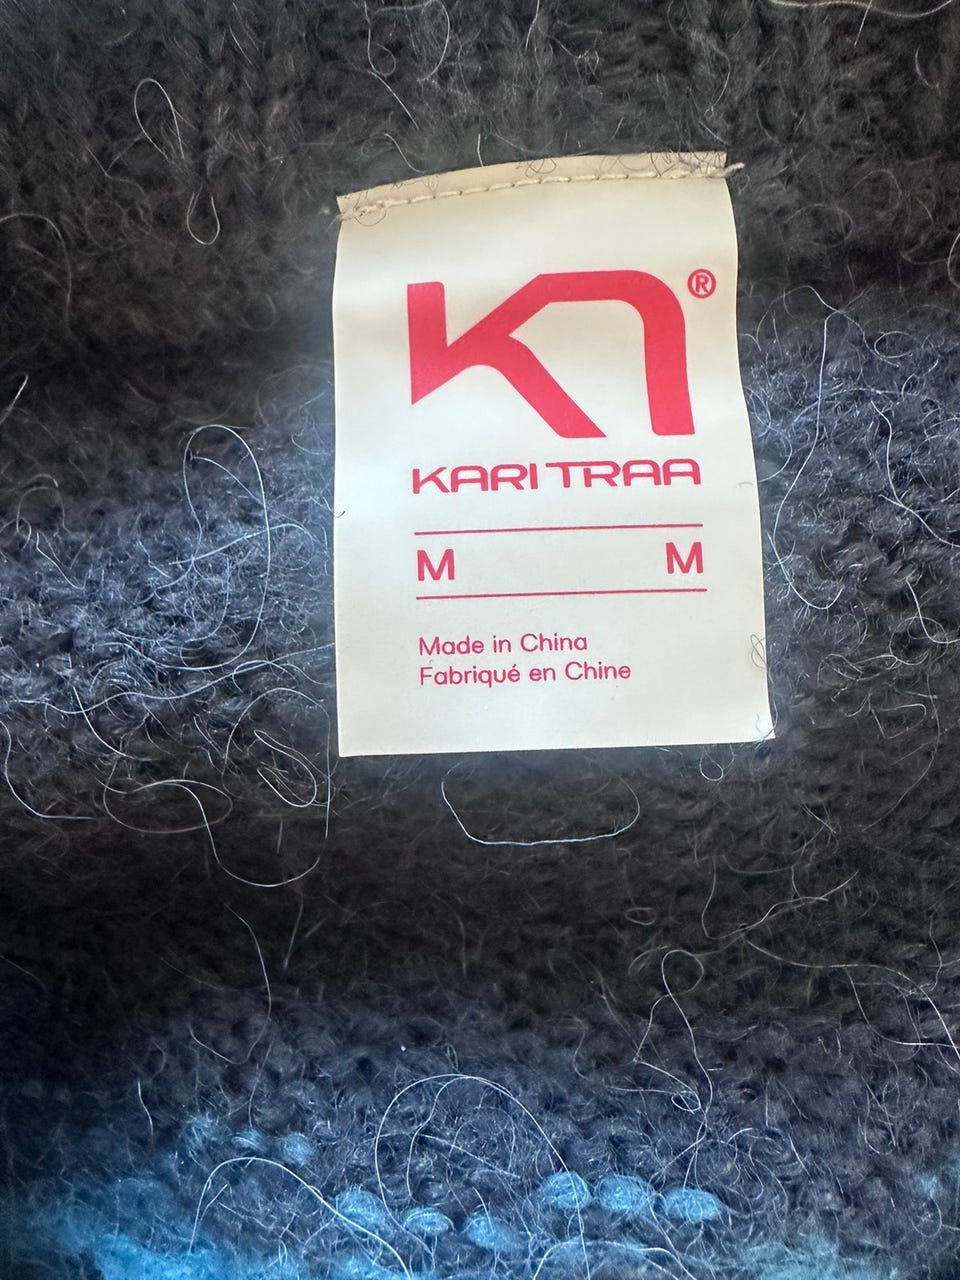 ®
KARI TRAA
M M
Made in China
Fabriqué en Chine